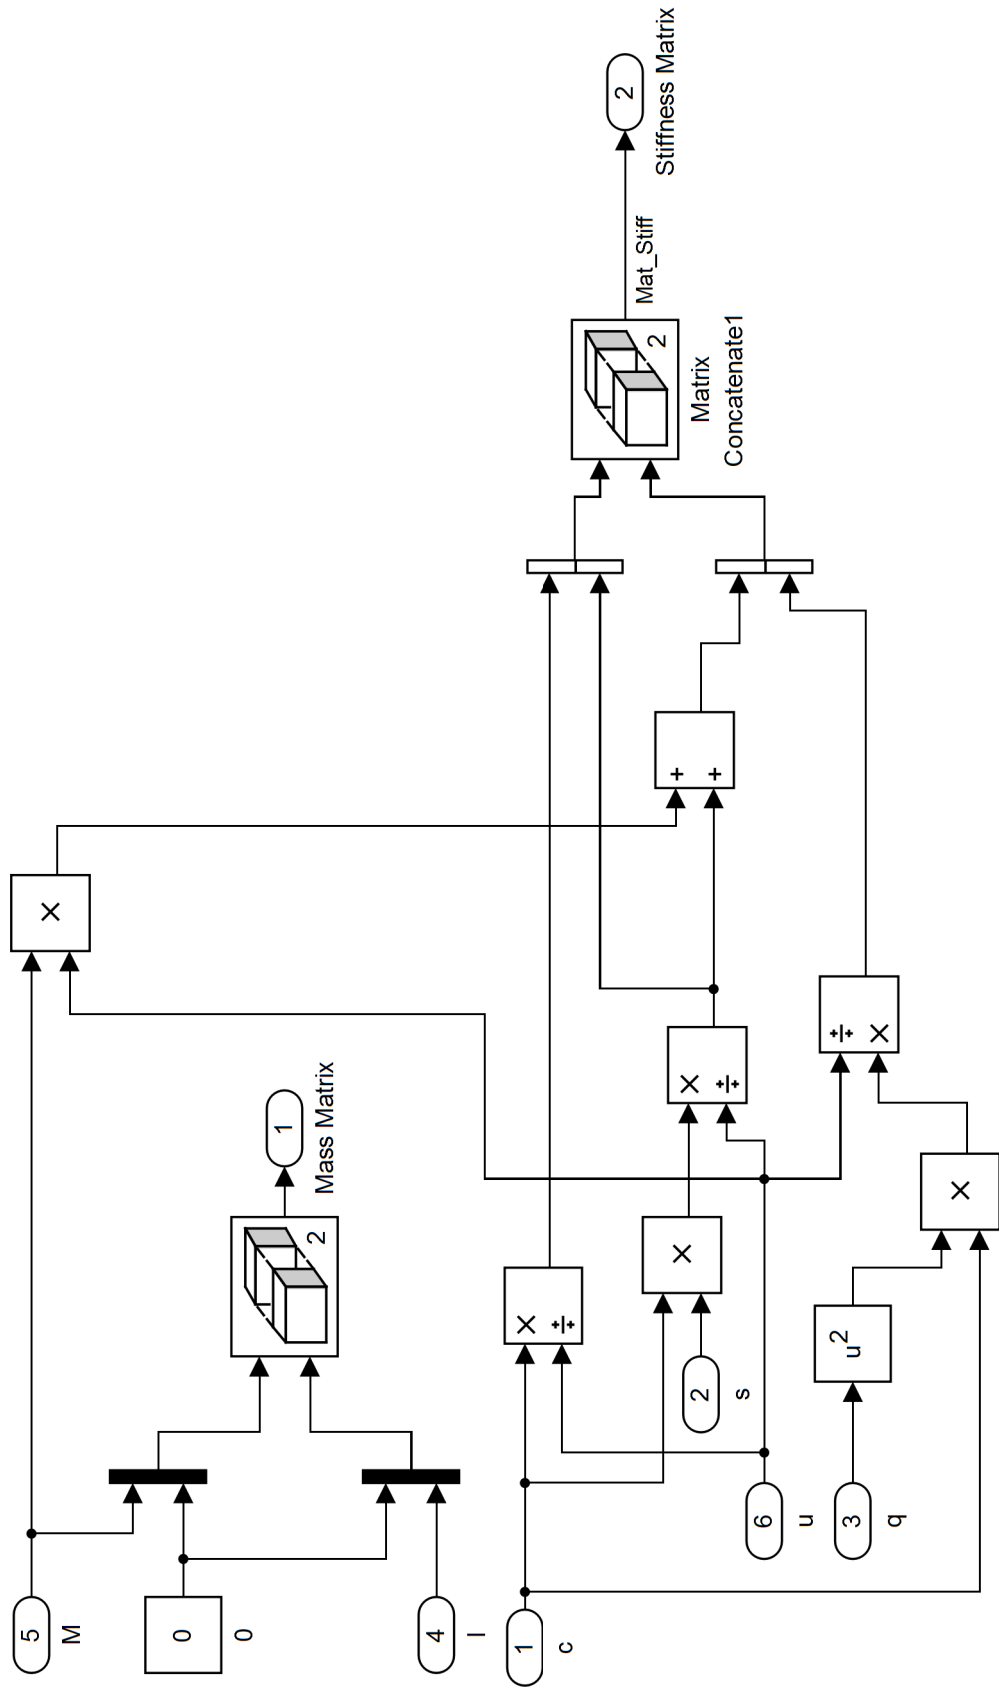 5
M
×
0
0
2
1
Mass Matrix
4
I
1
c
×
÷
×
2
s
×
÷
+
+
2
Matrix
Concatenate1
Mat_Stiff
2
Stiffness Matrix
6
u
3
q
u²
×
÷
×